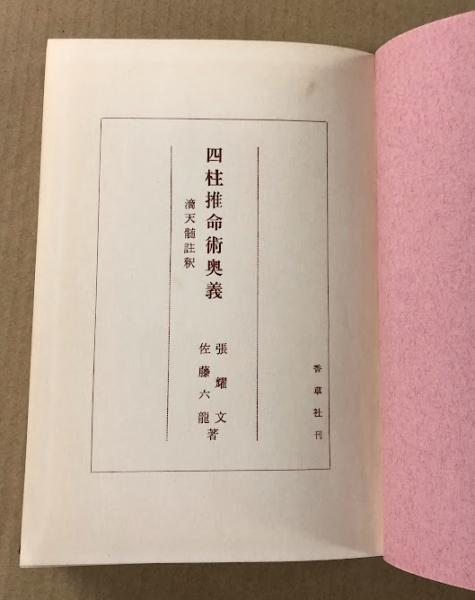 香草社刊
四柱推命術奥義
滴天髓註釈
張耀文
佐藤六龍
著